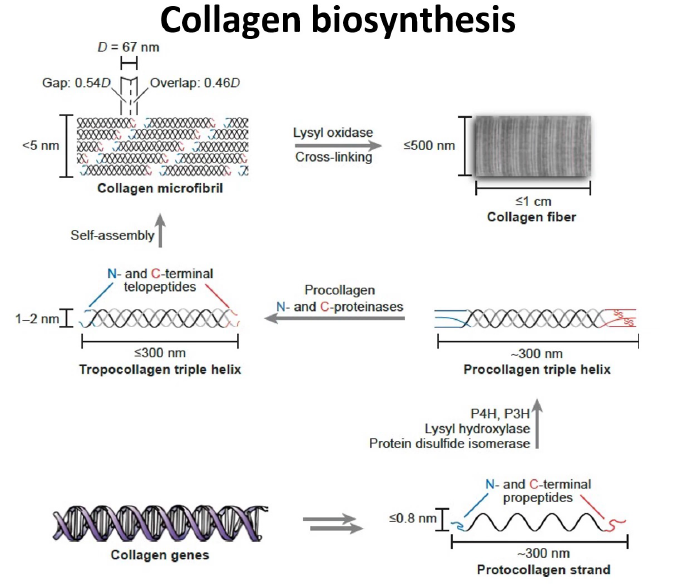 Collagen biosynthesis
D = 67 nm
Gap: 0.54D
Overlap: 0.46D
<5 nm
Collagen microfibril
Lysyl oxidase
Cross-linking
≤500 nm
≤1 cm
Collagen fiber
Self-assembly
N- and C-terminal
telopeptides
1–2 nm
≤300 nm
Tropocollagen triple helix
Procollagen
N- and C-proteinases
~300 nm
Procollagen triple helix
P4H, P3H
Lysyl hydroxylase
Protein disulfide isomerase
Collagen genes
N- and C-terminal
propeptides
≤0.8 nm
~300 nm
Protocollagen strand